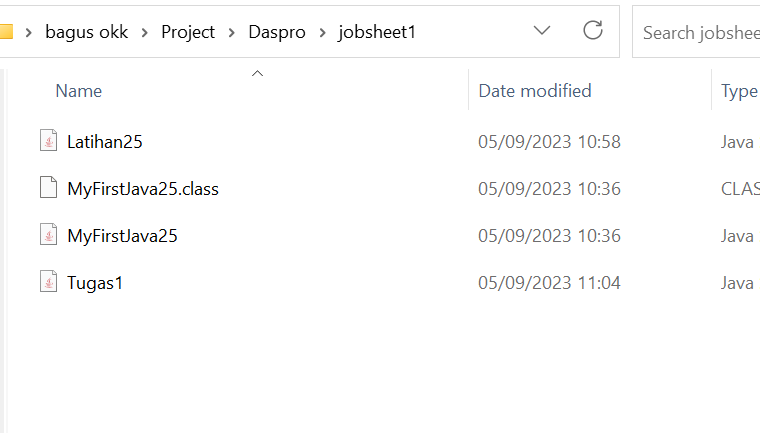 bagus okk > Project > Daspro > jobsheet1 Search jobshee
Name Date modified Type
Latihan25 05/09/2023 10:58 Java
MyFirstJava25.class 05/09/2023 10:36 CLAS
MyFirstJava25 05/09/2023 10:36 Java
Tugas1 05/09/2023 11:04 Java